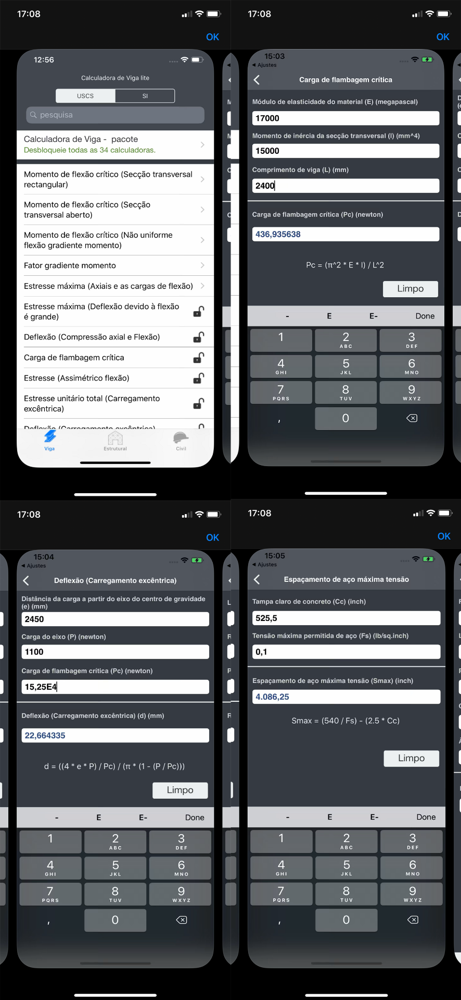 17:08
OK
12:56
Calculadora de Viga lite
USCS
SI
pesquisa
Calculadora de Viga - pacote
Desbloqueie todas as 34 calculadoras.
Momento de flexão crítico (Secção transversal
rectangular)
Momento de flexão crítico (Secção
transversal aberto)
Momento de flexão crítico (Não uniforme
flexão gradiente momento)
Fator gradiente momento
Estresse máxima (Axiais e as cargas de flexão)
Estresse máxima (Deflexão devido à flexão
é grande)
Deflexão (Compressão axial e Flexão)
Carga de flambagem crítica
Estresse (Assimétrico flexão)
Estresse unitário total (Carregamento
excêntrica)
Deflexão (Carregamento excêntrica)
Viga
Estrutural
Civil
17:08
OK
15:03
Ajustes
Carga de flambagem crítica
Módulo de elasticidade do material (E) (megapascal)
17000
Momento de inércia da secção transversal (I) (mm^4)
15000
Comprimento de viga (L) (mm)
2400
Carga de flambagem crítica (Pc) (newton)
436,935638
Pc = (π^2 * E * I) / L^2
Limpo
- E E- Done
1 2 3
ABC DEF
4 5 6
GHI JKL MNO
7 8 9
PQRS TUV WXYZ
, 0
17:08
OK
15:04
Ajustes
Deflexão (Carregamento excêntrica)
Distância da carga a partir do eixo do centro de gravidade
(e) (mm)
2450
Carga do eixo (P) (newton)
1100
Carga de flambagem crítica (Pc) (newton)
15,25E4
Deflexão (Carregamento excêntrica) (d) (mm)
22,664335
d = ((4 * e * P) / Pc) / (π * (1 - (P / Pc)))
Limpo
- E E- Done
1 2 3
ABC DEF
4 5 6
GHI JKL MNO
7 8 9
PQRS TUV WXYZ
, 0
17:08
OK
15:05
Ajustes
Espaçamento de aço máxima tensão
Tampa claro de concreto (Cc) (inch)
525,5
Tensão máxima permitida de aço (Fs) (lb/sq.inch)
0,1
Espaçamento de aço máxima tensão (Smax) (inch)
4.086,25
Smax = (540 / Fs) - (2.5 * Cc)
Limpo
- E E- Done
1 2 3
ABC DEF
4 5 6
GHI JKL MNO
7 8 9
PQRS TUV WXYZ
, 0